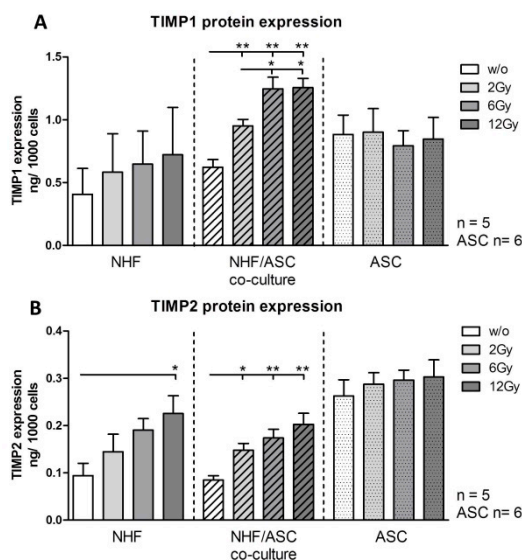 A
TIMP1 protein expression
TIMP1 expression
ng/ 1000 cells
1.5
1.0
0.5
0.0
** ** **
* *
w/o
2Gy
6Gy
12Gy
NHF
NHF/ASC
co-culture
ASC
n = 5
ASC n= 6
B
TIMP2 protein expression
TIMP2 expression
ng/ 1000 cells
0.4
0.3
0.2
0.1
0.0
*
* ** **
w/o
2Gy
6Gy
12Gy
NHF
NHF/ASC
co-culture
ASC
n = 5
ASC n= 6